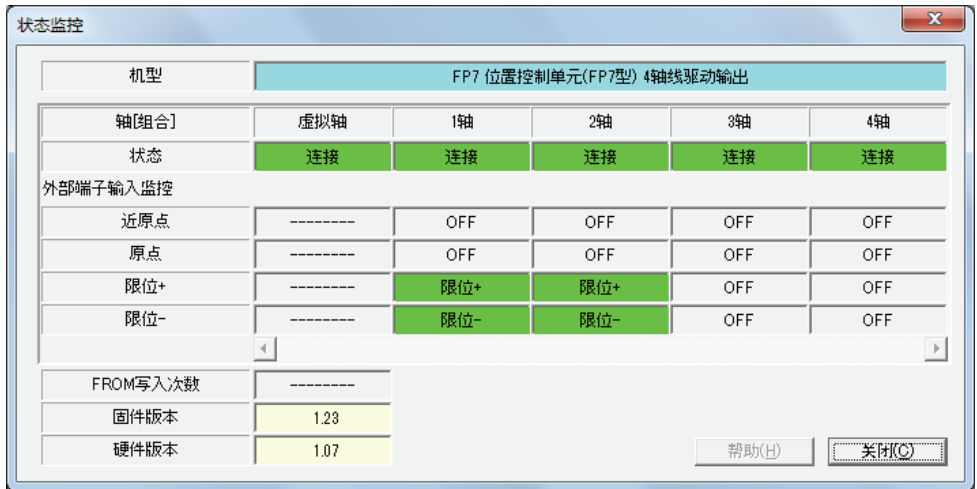 状态监控
X
机型 FP7 位置控制单元(FP7型) 4轴线驱动输出
轴[组合] 虚拟轴 1轴 2轴 3轴 4轴
状态 连接 连接 连接 连接 连接
外部端子输入监控
近原点 -------- OFF OFF OFF OFF
原点 -------- OFF OFF OFF OFF
限位+ -------- 限位+ 限位+ OFF OFF
限位- -------- 限位- 限位- OFF OFF
FROM写入次数 --------
固件版本 1.23
硬件版本 1.07
帮助(H) 关闭(C)